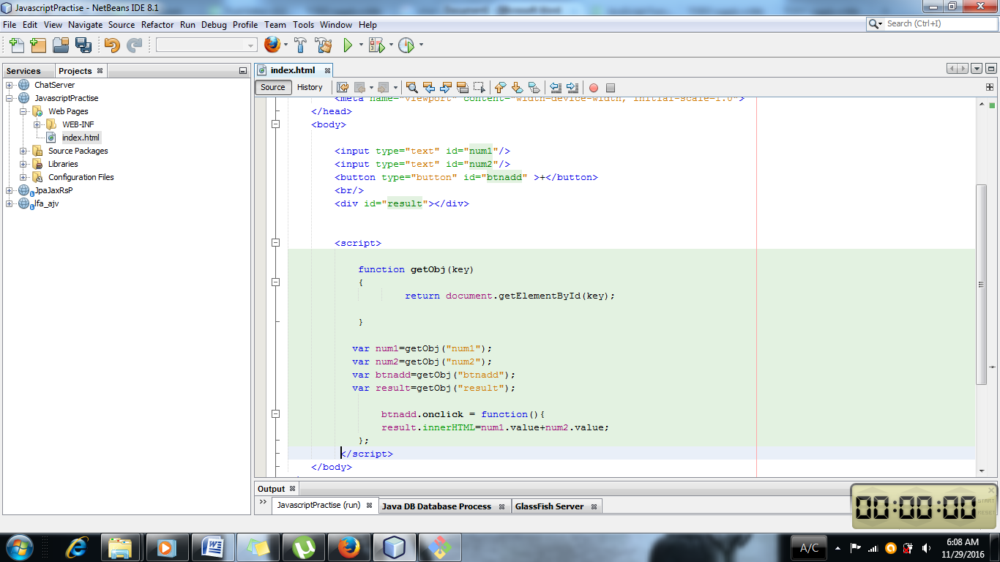 JavascriptPractise - NetBeans IDE 8.1
File Edit View Navigate Source Refactor Run Debug Profile Team Tools Window Help
Search (Ctrl+I)
Services Projects
index.html
ChatServer
JavascriptPractise
Web Pages
WEB-INF
index.html
Source Packages
Libraries
Configuration Files
JpaJaxRsP
lfa_ajv
Source History
<meta name="viewport" content="width=device-width, initial-scale=1.0">
</head>
<body>
<input type="text" id="num1"/>
<input type="text" id="num2"/>
<button type="button" id="btnadd" >+</button>
<br/>
<div id="result"></div>
<script>
function getObj(key)
{
return document.getElementById(key);
}
var num1=getObj("num1");
var num2=getObj("num2");
var btnadd=getObj("btnadd");
var result=getObj("result");
btnadd.onclick = function(){
result.innerHTML=num1.value+num2.value;
};
</script>
</body>
Output
JavascriptPractise (run) Java DB Database Process GlassFish Server
00:00:00
START
RESET
A/C
6:08 AM
11/29/2016